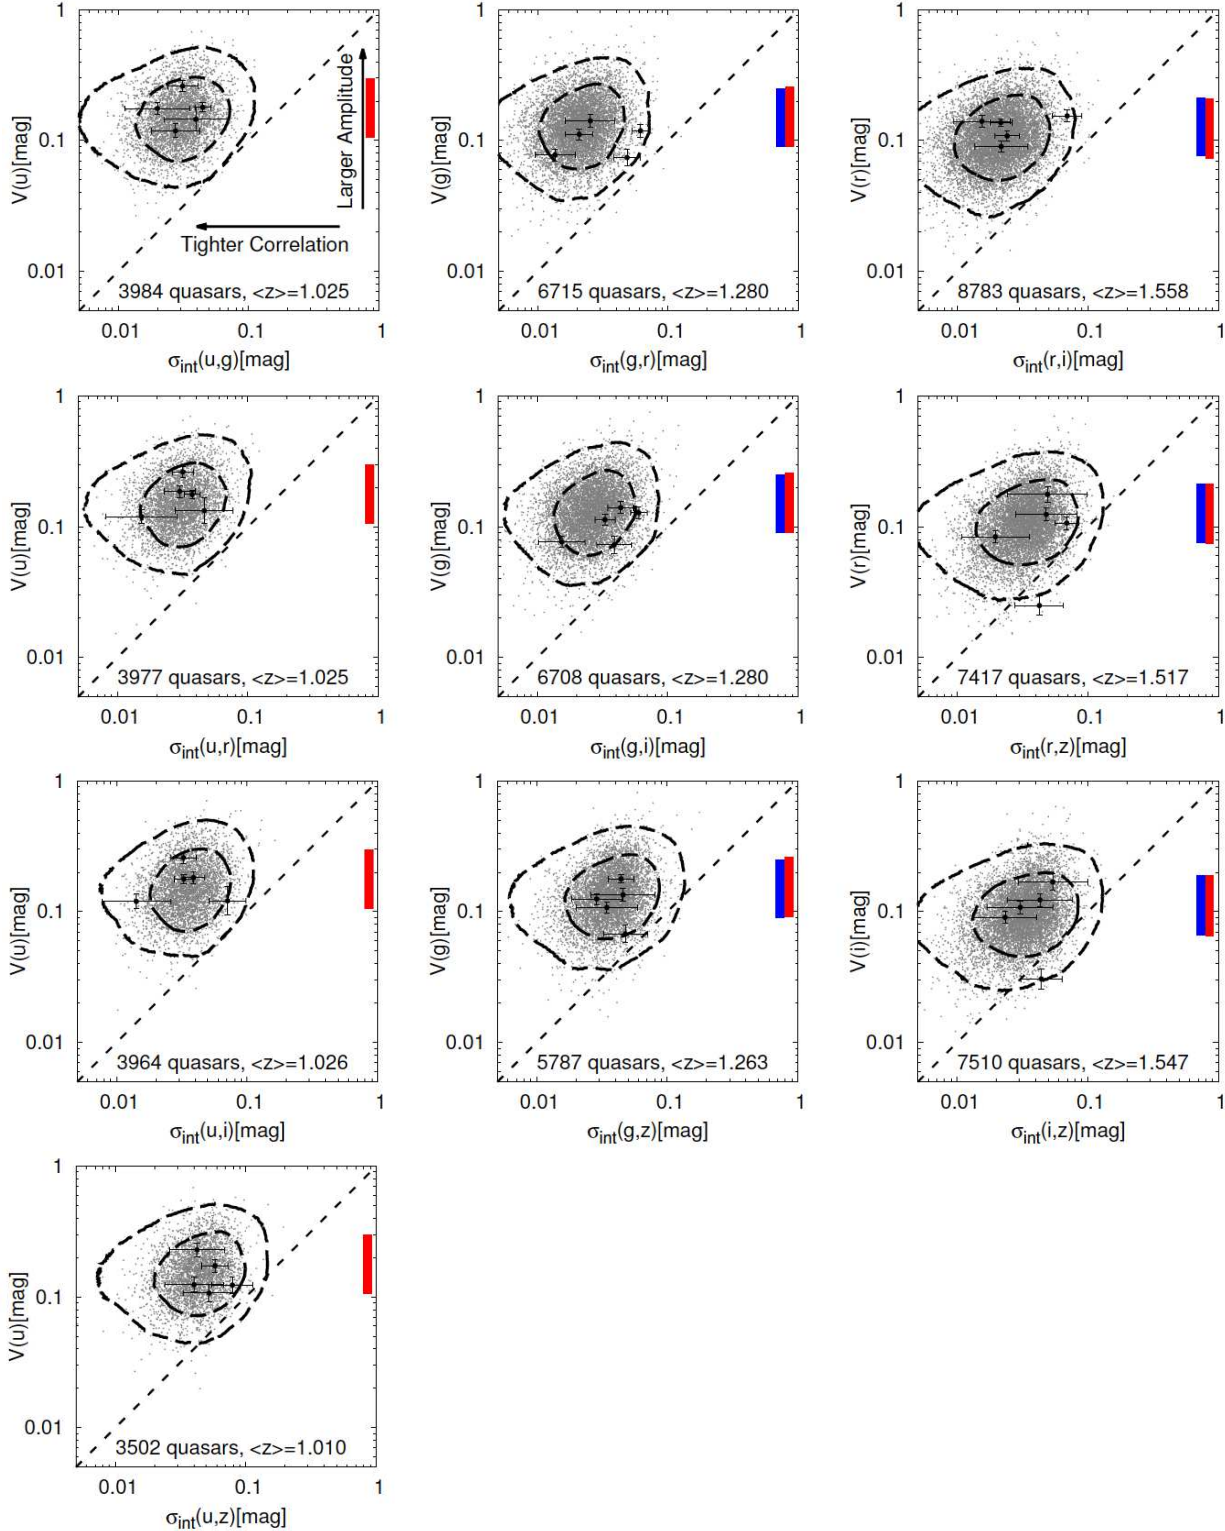 1
0.1
0.01
V(u)[mag]
Larger Amplitude
Tighter Correlation
3984 quasars, <z>=1.025
0.01 0.1 1
σint(u,g)[mag]
1
0.1
0.01
V(g)[mag]
6715 quasars, <z>=1.280
0.01 0.1 1
σint(g,r)[mag]
1
0.1
0.01
V(r)[mag]
8783 quasars, <z>=1.558
0.01 0.1 1
σint(r,i)[mag]
1
0.1
0.01
V(u)[mag]
3977 quasars, <z>=1.025
0.01 0.1 1
σint(u,r)[mag]
1
0.1
0.01
V(g)[mag]
6708 quasars, <z>=1.280
0.01 0.1 1
σint(g,i)[mag]
1
0.1
0.01
V(r)[mag]
7417 quasars, <z>=1.517
0.01 0.1 1
σint(r,z)[mag]
1
0.1
0.01
V(u)[mag]
3964 quasars, <z>=1.026
0.01 0.1 1
σint(u,i)[mag]
1
0.1
0.01
V(g)[mag]
5787 quasars, <z>=1.263
0.01 0.1 1
σint(g,z)[mag]
1
0.1
0.01
V(i)[mag]
7510 quasars, <z>=1.547
0.01 0.1 1
σint(i,z)[mag]
1
0.1
0.01
V(u)[mag]
3502 quasars, <z>=1.010
0.01 0.1 1
σint(u,z)[mag]